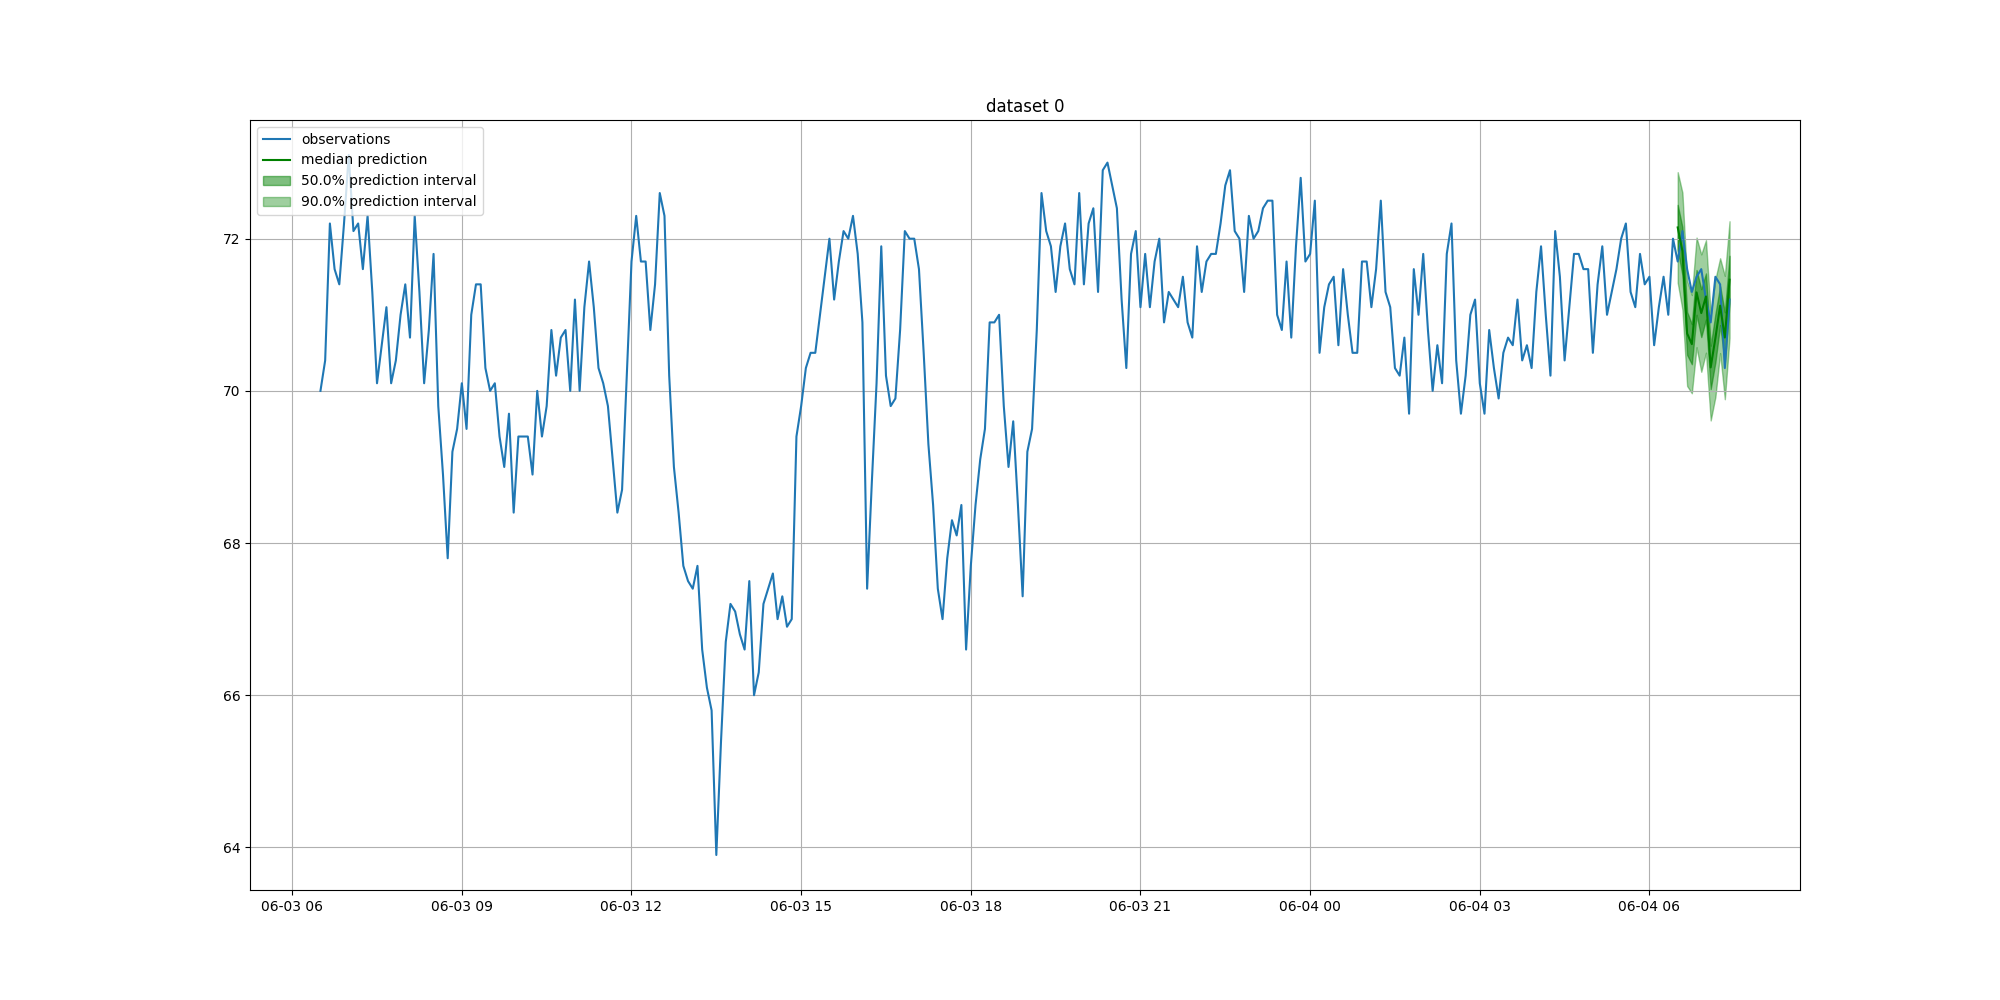 dataset 0
observations
median prediction
50.0% prediction interval
90.0% prediction interval
72
70
68
66
64
06-03 06
06-03 09
06-03 12
06-03 15
06-03 18
06-03 21
06-04 00
06-04 03
06-04 06